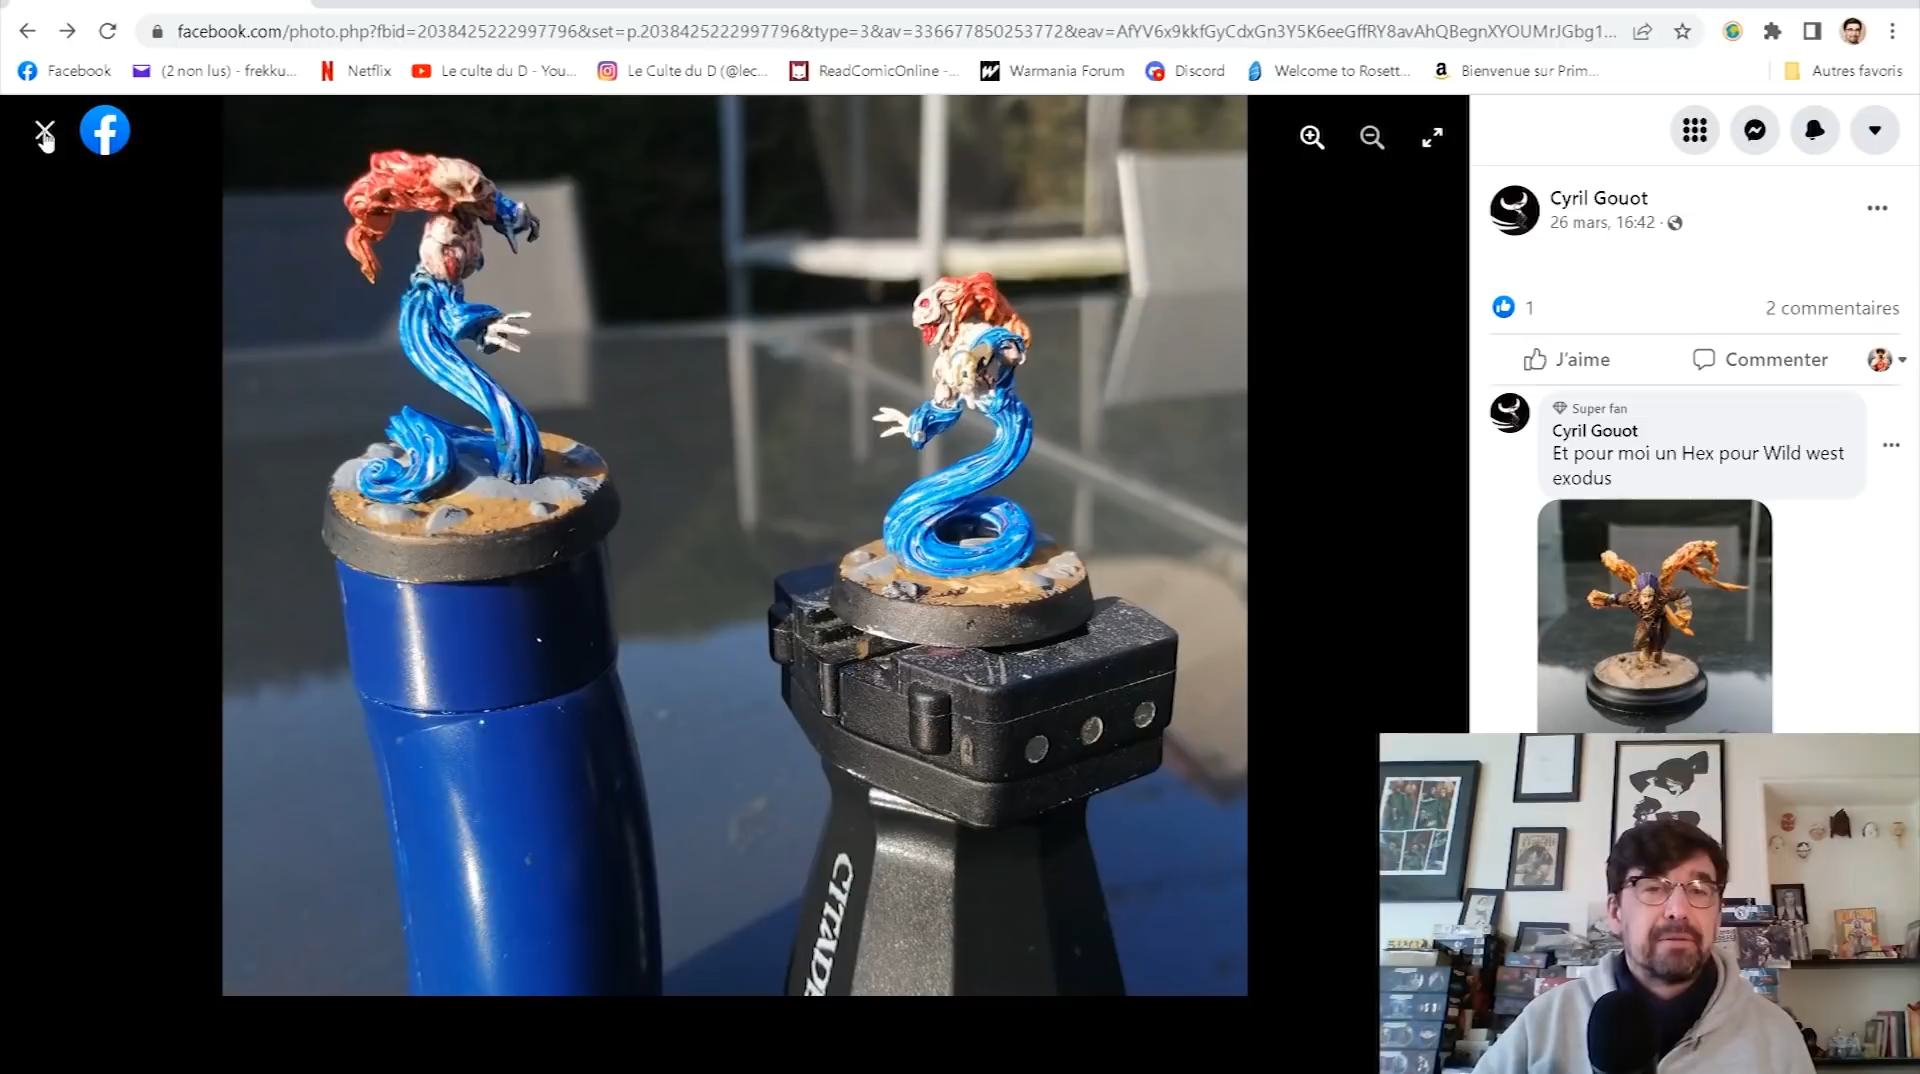 facebook.com/photo.php?fbid=2038425222997796&set=p.2038425222997796&type=3&av=336677850253772&eav=AfYV6x9kkfGyCdxGn3Y5K6eeGffRY8avAhQBegnXYOUMrJGbg1...
Facebook (2 non lus) - frekku... Netflix Le culte du D - You... Le Culte du D (@lec... ReadComicOnline -... Warmania Forum Discord Welcome to Rosett... Bienvenue sur Prim... Autres favoris
Cyril Gouot
26 mars, 16:42 ·
1 2 commentaires
J'aime Commenter
Super fan
Cyril Gouot
Et pour moi un Hex pour Wild west
exodus
CITADE